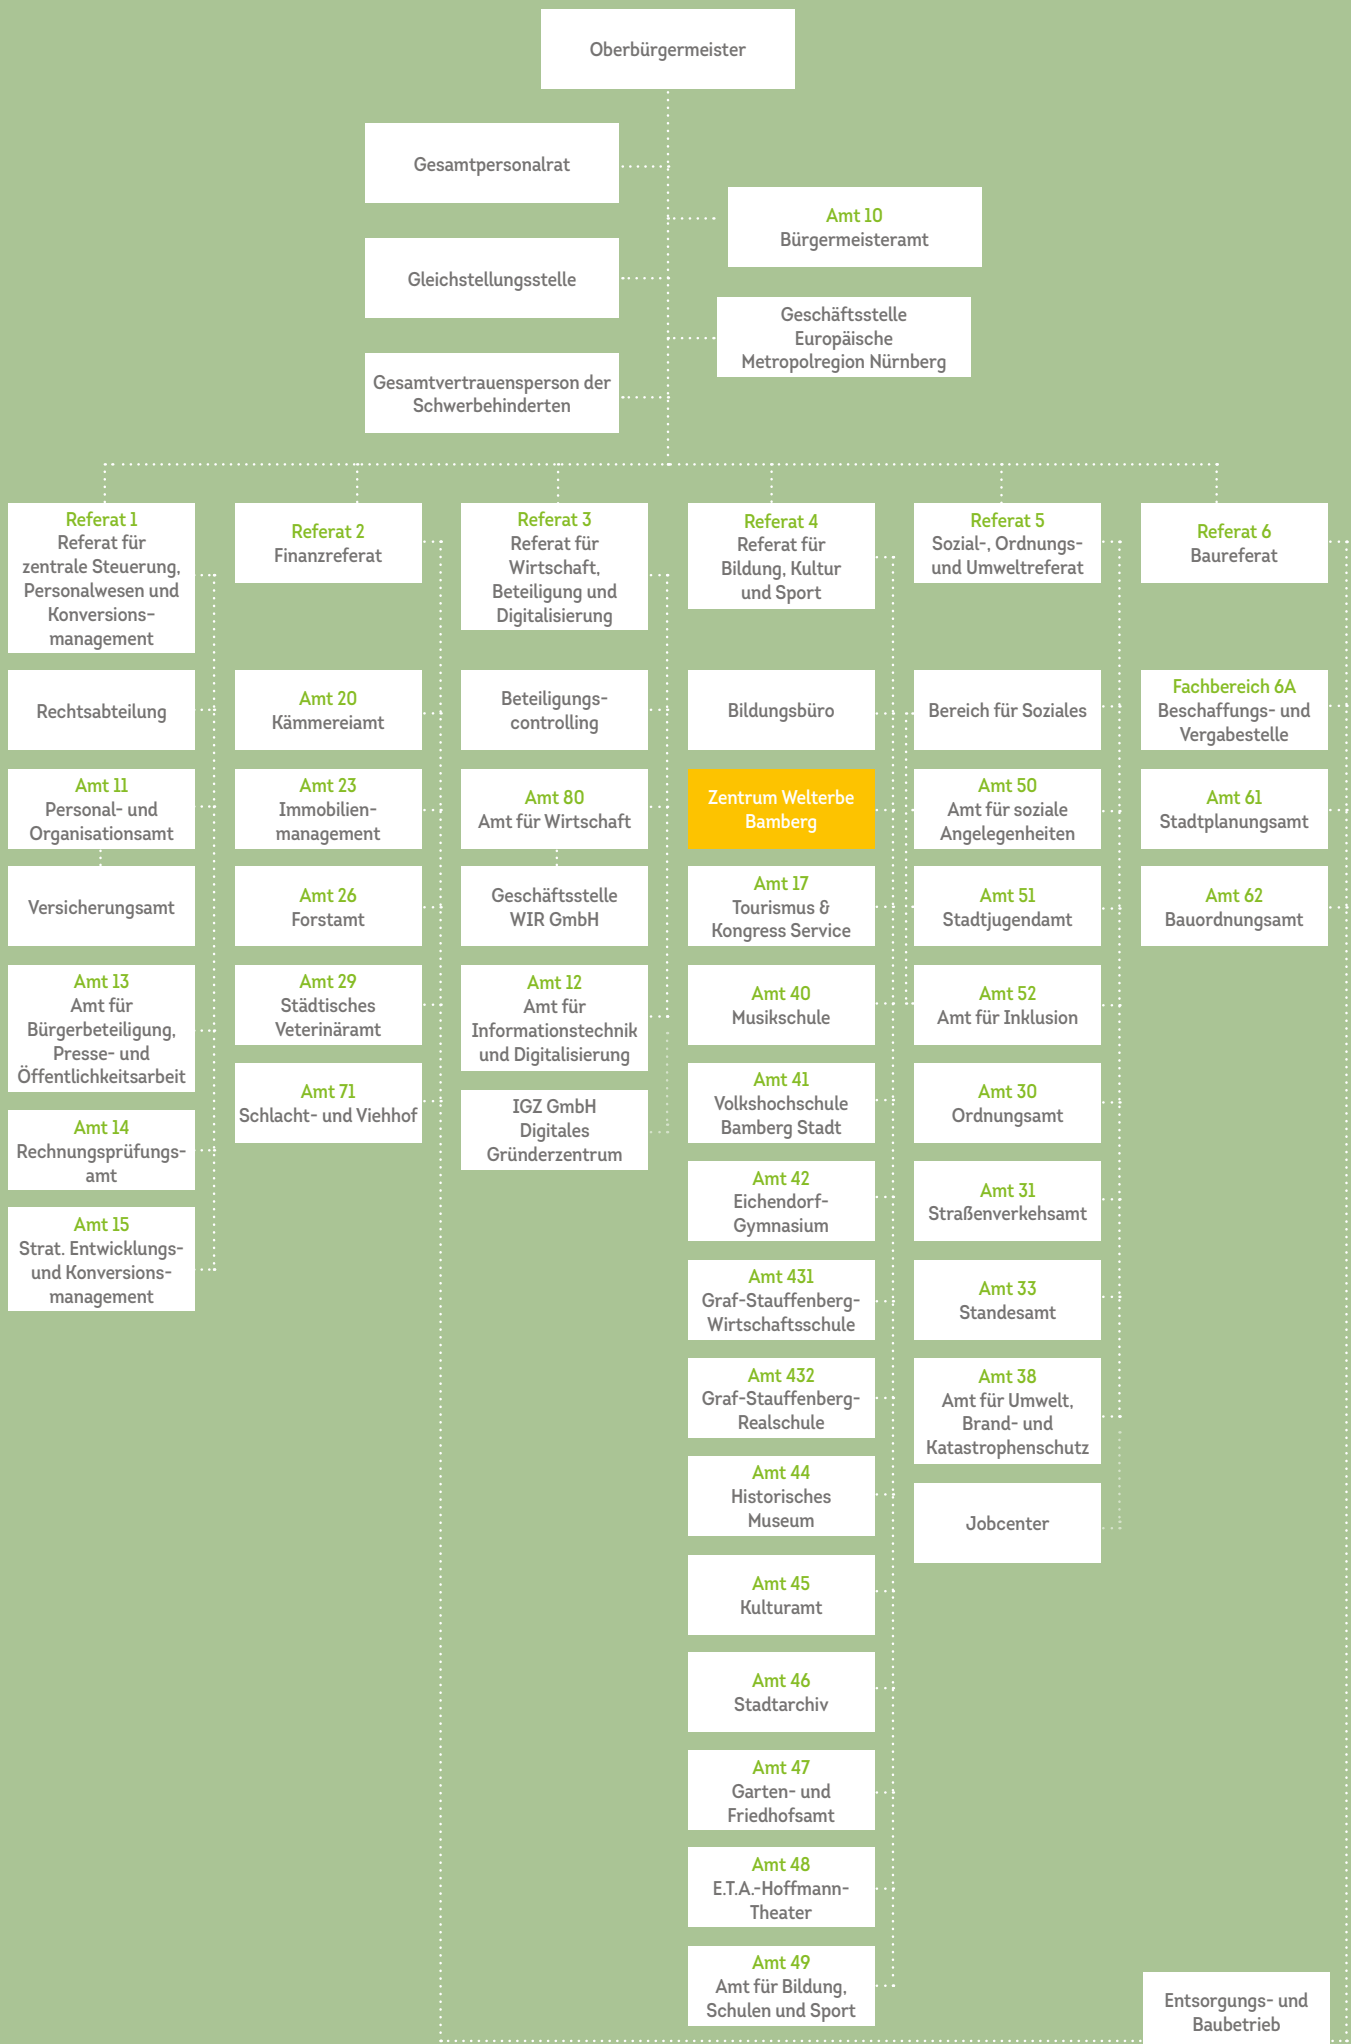 Oberbürgermeister
Gesamtpersonalrat
Amt 10
Bürgermeisteramt
Gleichstellungsstelle
Geschäftsstelle
Europäische
Metropolregion Nürnberg
Gesamtvertrauensperson der
Schwerbehinderten
Referat 1
Referat für
zentrale Steuerung,
Personalwesen und
Konversions-
management
Rechtsabteilung
Amt 11
Personal- und
Organisationsamt
Versicherungsamt
Amt 13
Amt für
Bürgerbeteiligung,
Presse- und
Öffentlichkeitsarbeit
Amt 14
Rechnungsprüfungs-
amt
Amt 15
Strat. Entwicklungs-
und Konversions-
management
Referat 2
Finanzreferat
Amt 20
Kämmereiamt
Amt 23
Immobilien-
management
Amt 26
Forstamt
Amt 29
Städtisches
Veterinäramt
Amt 71
Schlacht- und Viehhof
Referat 3
Referat für
Wirtschaft,
Beteiligung und
Digitalisierung
Beteiligungs-
controlling
Amt 80
Amt für Wirtschaft
Geschäftsstelle
WIR GmbH
Amt 12
Amt für
Informationstechnik
und Digitalisierung
IGZ GmbH
Digitales
Gründerzentrum
Referat 4
Referat für
Bildung, Kultur
und Sport
Bildungsbüro
Zentrum Welterbe
Bamberg
Amt 17
Tourismus &
Kongress Service
Amt 40
Musikschule
Amt 41
Volkshochschule
Bamberg Stadt
Amt 42
Eichendorf-
Gymnasium
Amt 431
Graf-Stauffenberg-
Wirtschaftsschule
Amt 432
Graf-Stauffenberg-
Realschule
Amt 44
Historisches
Museum
Amt 45
Kulturamt
Amt 46
Stadtarchiv
Amt 47
Garten- und
Friedhofsamt
Amt 48
E.T.A.-Hoffmann-
Theater
Amt 49
Amt für Bildung,
Schulen und Sport
Referat 5
Sozial-, Ordnungs-
und Umweltreferat
Bereich für Soziales
Amt 50
Amt für soziale
Angelegenheiten
Amt 51
Stadtjugendamt
Amt 52
Amt für Inklusion
Amt 30
Ordnungsamt
Amt 31
Straßenverkehsamt
Amt 33
Standesamt
Amt 38
Amt für Umwelt,
Brand- und
Katastrophenschutz
Jobcenter
Referat 6
Baureferat
Fachbereich 6A
Beschaffungs- und
Vergabestelle
Amt 61
Stadtplanungsamt
Amt 62
Bauordnungsamt
Entsorgungs- und
Baubetrieb